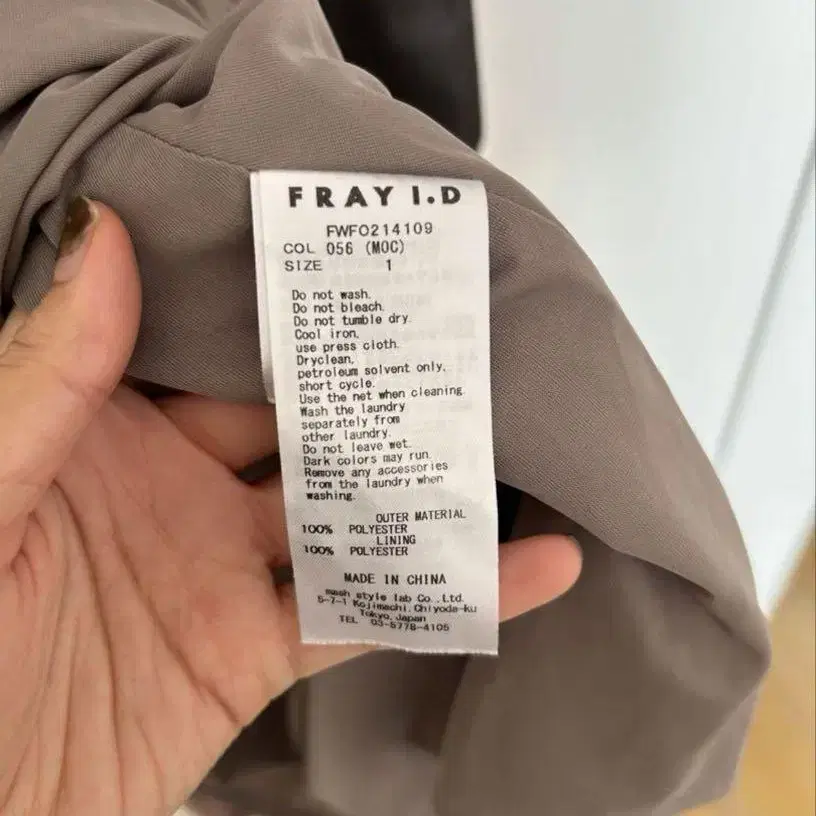 FRAY I.D
FWFO214109
COL 056 (MOC)
SIZE 1
Do not wash.
Do not bleach.
Do not tumble dry.
Cool iron,
use press cloth.
Dryclean,
petroleum solvent only,
short cycle.
Use the net when cleaning.
Wash the laundry
separately from
other laundry.
Do not leave wet.
Dark colors may run.
Remove any accessories
from the laundry when
washing.
OUTER MATERIAL
100% POLYESTER
LINING
100% POLYESTER
MADE IN CHINA
mash style lab Co.,Ltd.
5-7-1 Kojimachi,Chiyoda-ku
Tokyo,Japan
TEL 03-5778-4105